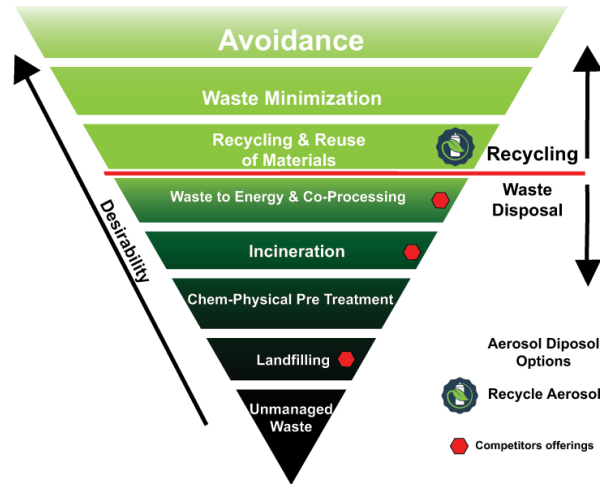 Avoidance
Waste Minimization
Recycling & Reuse
of Materials
Recycling
Waste to Energy & Co-Processing
Waste
Disposal
Desirability
Incineration
Chem-Physical Pre Treatment
Landfilling
Aerosol Diposol
Options
Recycle Aerosol
Unmanaged
Waste
Competitors offerings